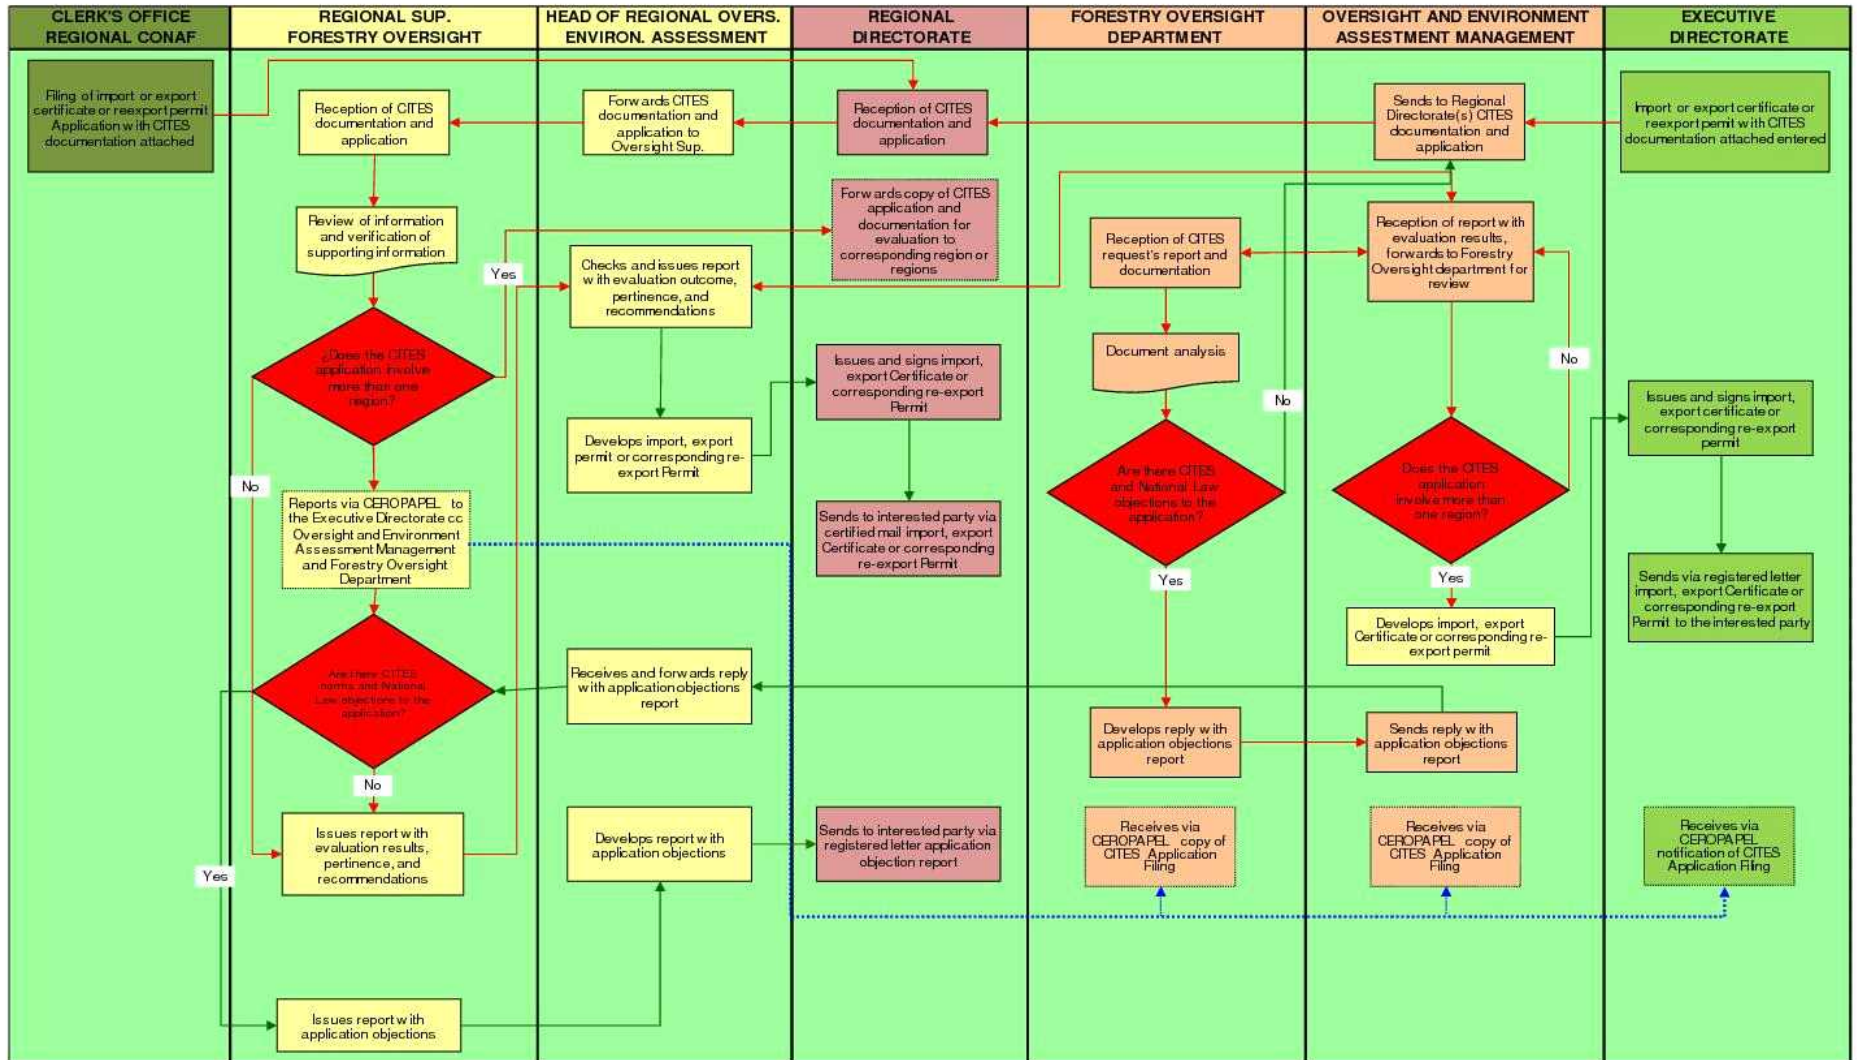 CLERK'S OFFICE
REGIONAL CONAF
REGIONAL SUP.
FORESTRY OVERSIGHT
HEAD OF REGIONAL OVERS.
ENVIRON. ASSESSMENT
REGIONAL
DIRECTORATE
FORESTRY OVERSIGHT
DEPARTMENT
OVERSIGHT AND ENVIRONMENT
ASSESTMENT MANAGEMENT
EXECUTIVE
DIRECTORATE
Filing of import or export
certificate or reexport permit
Application with CITES
documentation attached
Reception of CITES
documentation and
application
Forwards CITES
documentation and
application to
Oversight Sup.
Reception of CITES
documentation and
application
Sends to Regional
Directorate(s) CITES
documentation and
application
Import or export certificate or
reexport permit with CITES
documentation attached entered
Review of information
and verification of
supporting information
Yes
Forwards copy of CITES
application and
documentation for
evaluation to
corresponding region or
regions
Checks and issues report
with evaluation outcome,
pertinence, and
recommendations
Reception of CITES
request's report and
documentation
Reception of report with
evaluation results,
forwards to Forestry
Oversight department for
review
¿Does the CITES
application involve
more than one
region?
Issues and signs import,
export Certificate or
corresponding re-export
Permit
Document analysis
No
No
Issues and signs import,
export certificate or
corresponding re-export
permit
Develops import, export
permit or corresponding re-
export Permit
No
Are there CITES
and National Law
objections to the
application?
Does the CITES
application
involve more than
one region?
Reports via CEROPAPEL to
the Executive Directorate cc
Oversight and Environment
Assessment Management
and Forestry Oversight
Department
Sends to interested party via
certified mail import, export
Certificate or corresponding
re-export Permit
Yes
Yes
Sends via registered letter
import, export Certificate or
corresponding re-export
Permit to the interested party
Develops import, export
Certificate or corresponding re-
export permit
Are there CITES
norms and National
Law objections to the
application?
Receives and forwards reply
with application objections
report
Develops reply with
application objections
report
Sends reply with
application objections
report
No
Issues report with
evaluation results,
pertinence, and
recommendations
Develops report with
application objections
Sends to interested party via
registered letter application
objection report
Receives via
CEROPAPEL copy of
CITES Application
Filing
Receives via
CEROPAPEL copy of
CITES Application
Filing
Receives via
CEROPAPEL
notification of CITES
Application Filing
Yes
Issues report with
application objections